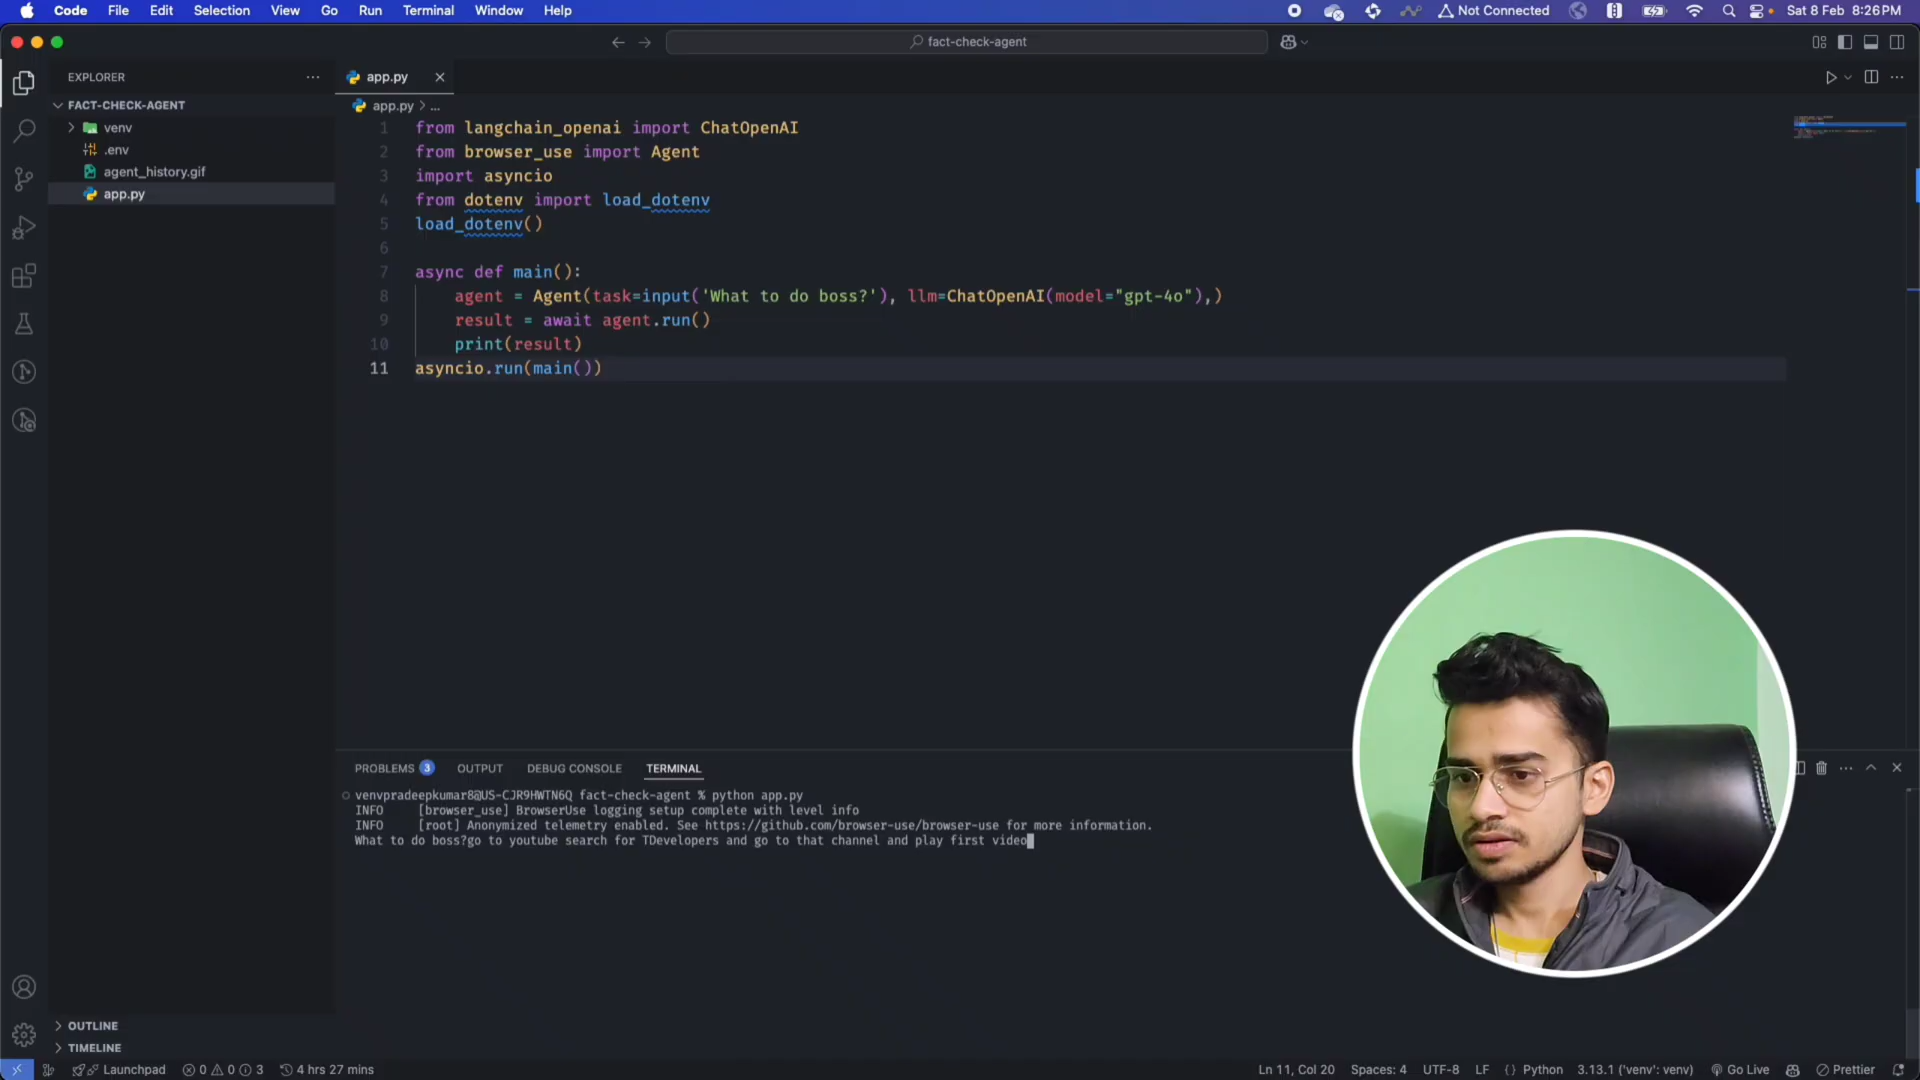 Code File Edit Selection View Go Run Terminal Window Help
Not Connected
Sat 8 Feb 8:26 PM
fact-check-agent
EXPLORER
FACT-CHECK-AGENT
venv
.env
agent_history.gif
app.py
app.py
app.py > ...
1 from langchain_openai import ChatOpenAI
2 from browser_use import Agent
3 import asyncio
4 from dotenv import load_dotenv
5 load_dotenv()
6
7 async def main():
8 agent = Agent(task=input('What to do boss?'), llm=ChatOpenAI(model="gpt-4o"),)
9 result = await agent.run()
10 print(result)
11 asyncio.run(main())
PROBLEMS 3 OUTPUT DEBUG CONSOLE TERMINAL
venvpradeepkumar8@US-CJR9HWTN6Q fact-check-agent % python app.py
INFO [browser_use] BrowserUse logging setup complete with level info
INFO [root] Anonymized telemetry enabled. See https://github.com/browser-use/browser-use for more information.
What to do boss?go to youtube search for TDevelopers and go to that channel and play first video
OUTLINE
TIMELINE
Launchpad 0 0 3 4 hrs 27 mins
Ln 11, Col 20 Spaces: 4 UTF-8 LF {} Python 3.13.1 ('venv': venv) Go Live Prettier